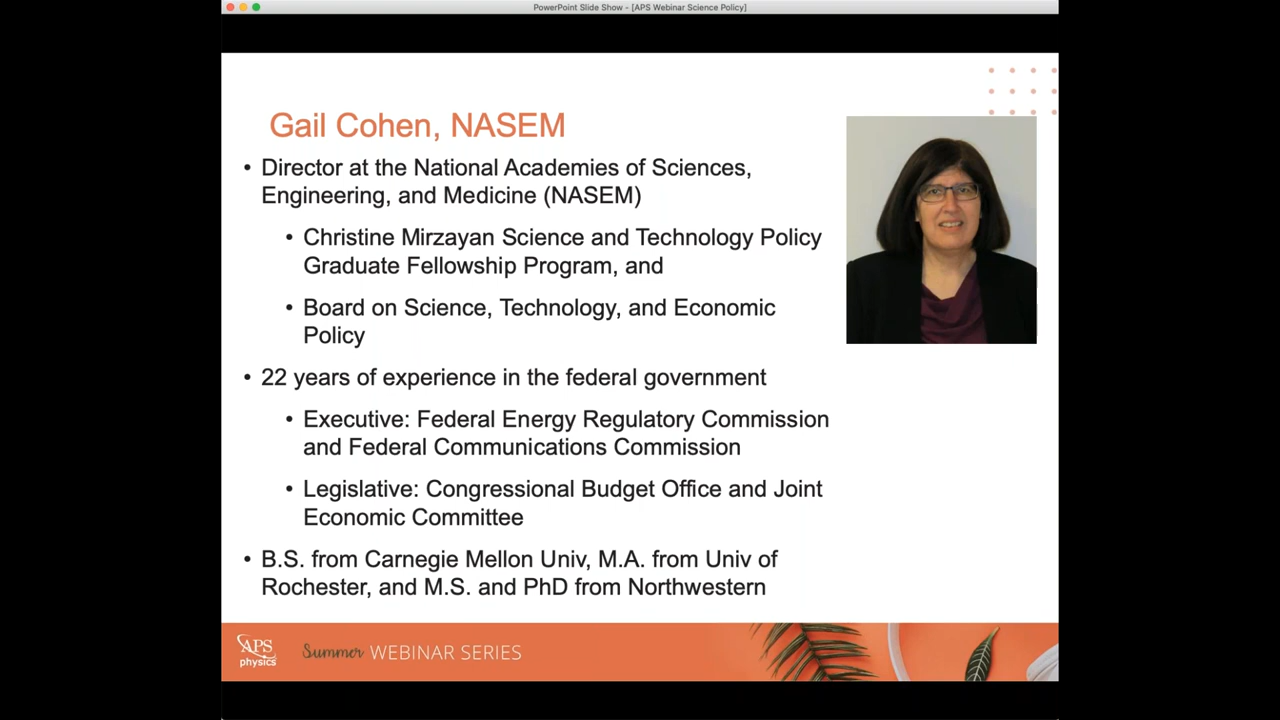 PowerPoint Slide Show - [APS Webinar Science Policy]
Gail Cohen, NASEM
• Director at the National Academies of Sciences,
Engineering, and Medicine (NASEM)
• Christine Mirzayan Science and Technology Policy
Graduate Fellowship Program, and
• Board on Science, Technology, and Economic
Policy
• 22 years of experience in the federal government
• Executive: Federal Energy Regulatory Commission
and Federal Communications Commission
• Legislative: Congressional Budget Office and Joint
Economic Committee
• B.S. from Carnegie Mellon Univ, M.A. from Univ of
Rochester, and M.S. and PhD from Northwestern
APS
physics
Summer WEBINAR SERIES